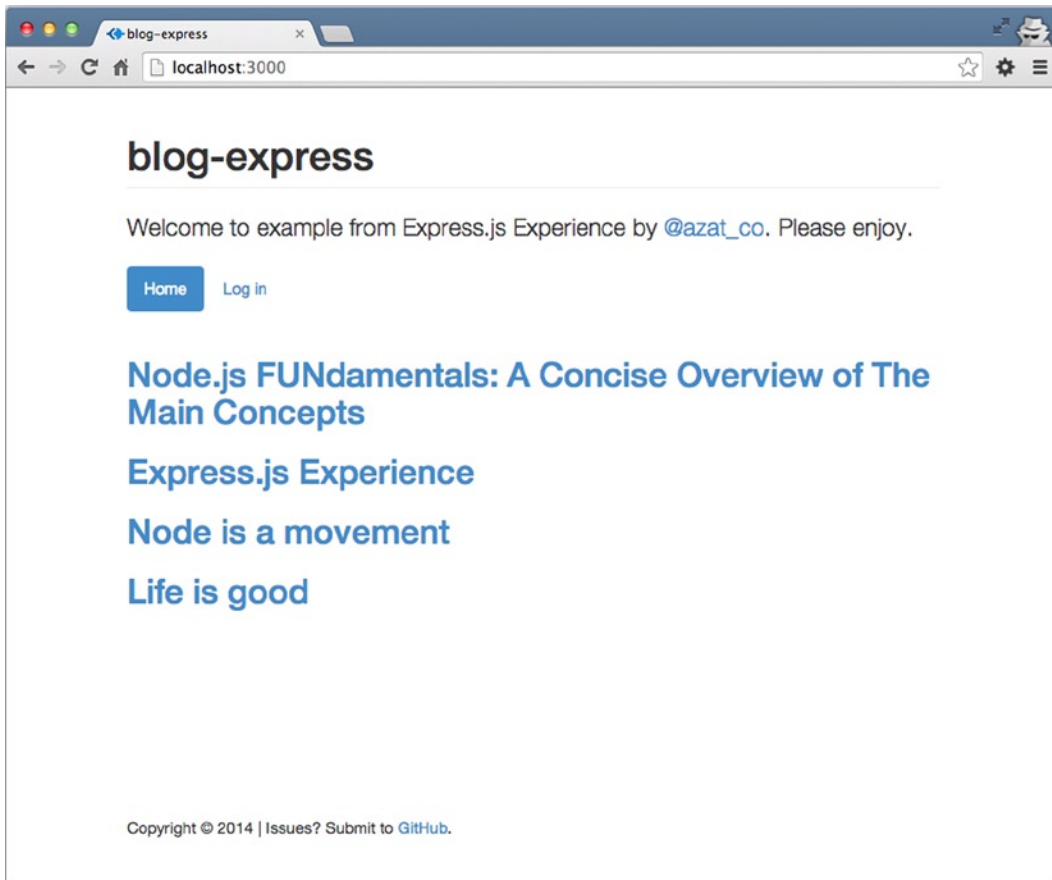 blog-express
localhost:3000
blog-express
Welcome to example from Express.js Experience by @azat_co. Please enjoy.
Home Log in
Node.js FUNdamentals: A Concise Overview of The
Main Concepts
Express.js Experience
Node is a movement
Life is good
Copyright © 2014 | Issues? Submit to GitHub.